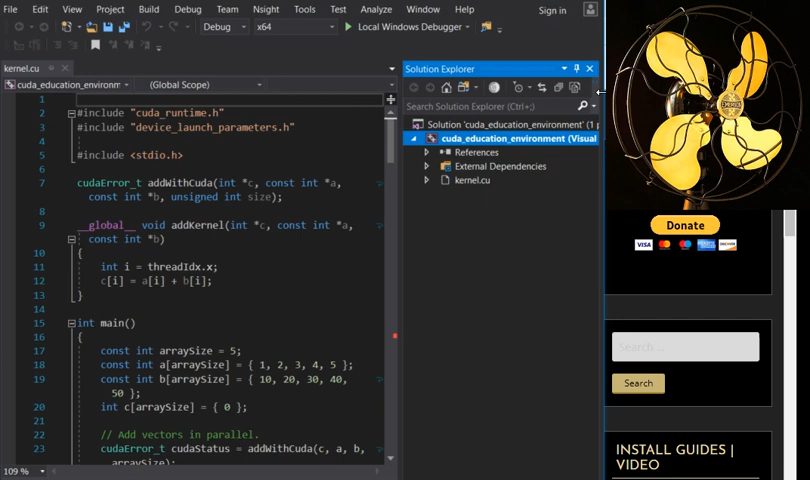 File Edit View Project Build Debug Team Nsight Tools Test Analyze Window Help Sign in
Debug x64 Local Windows Debugger
kernel.cu
cuda_education_environm (Global Scope)
1
2 #include "cuda_runtime.h"
3 #include "device_launch_parameters.h"
4
5 #include <stdio.h>
6
7 cudaError_t addWithCuda(int *c, const int *a,
const int *b, unsigned int size);
8
9 __global__ void addKernel(int *c, const int *a,
const int *b)
10 {
11 int i = threadIdx.x;
12 c[i] = a[i] + b[i];
13 }
14
15 int main()
16 {
17 const int arraySize = 5;
18 const int a[arraySize] = { 1, 2, 3, 4, 5 };
19 const int b[arraySize] = { 10, 20, 30, 40,
50 };
20 int c[arraySize] = { 0 };
21
22 // Add vectors in parallel.
23 cudaError_t cudaStatus = addWithCuda(c, a, b,
arraySize);
109 %
Solution Explorer
Search Solution Explorer (Ctrl+;)
Solution 'cuda_education_environment' (1 p
cuda_education_environment (Visual
References
External Dependencies
kernel.cu
Donate
VISA
DISCOVER
Search ...
Search
INSTALL GUIDES |
VIDEO